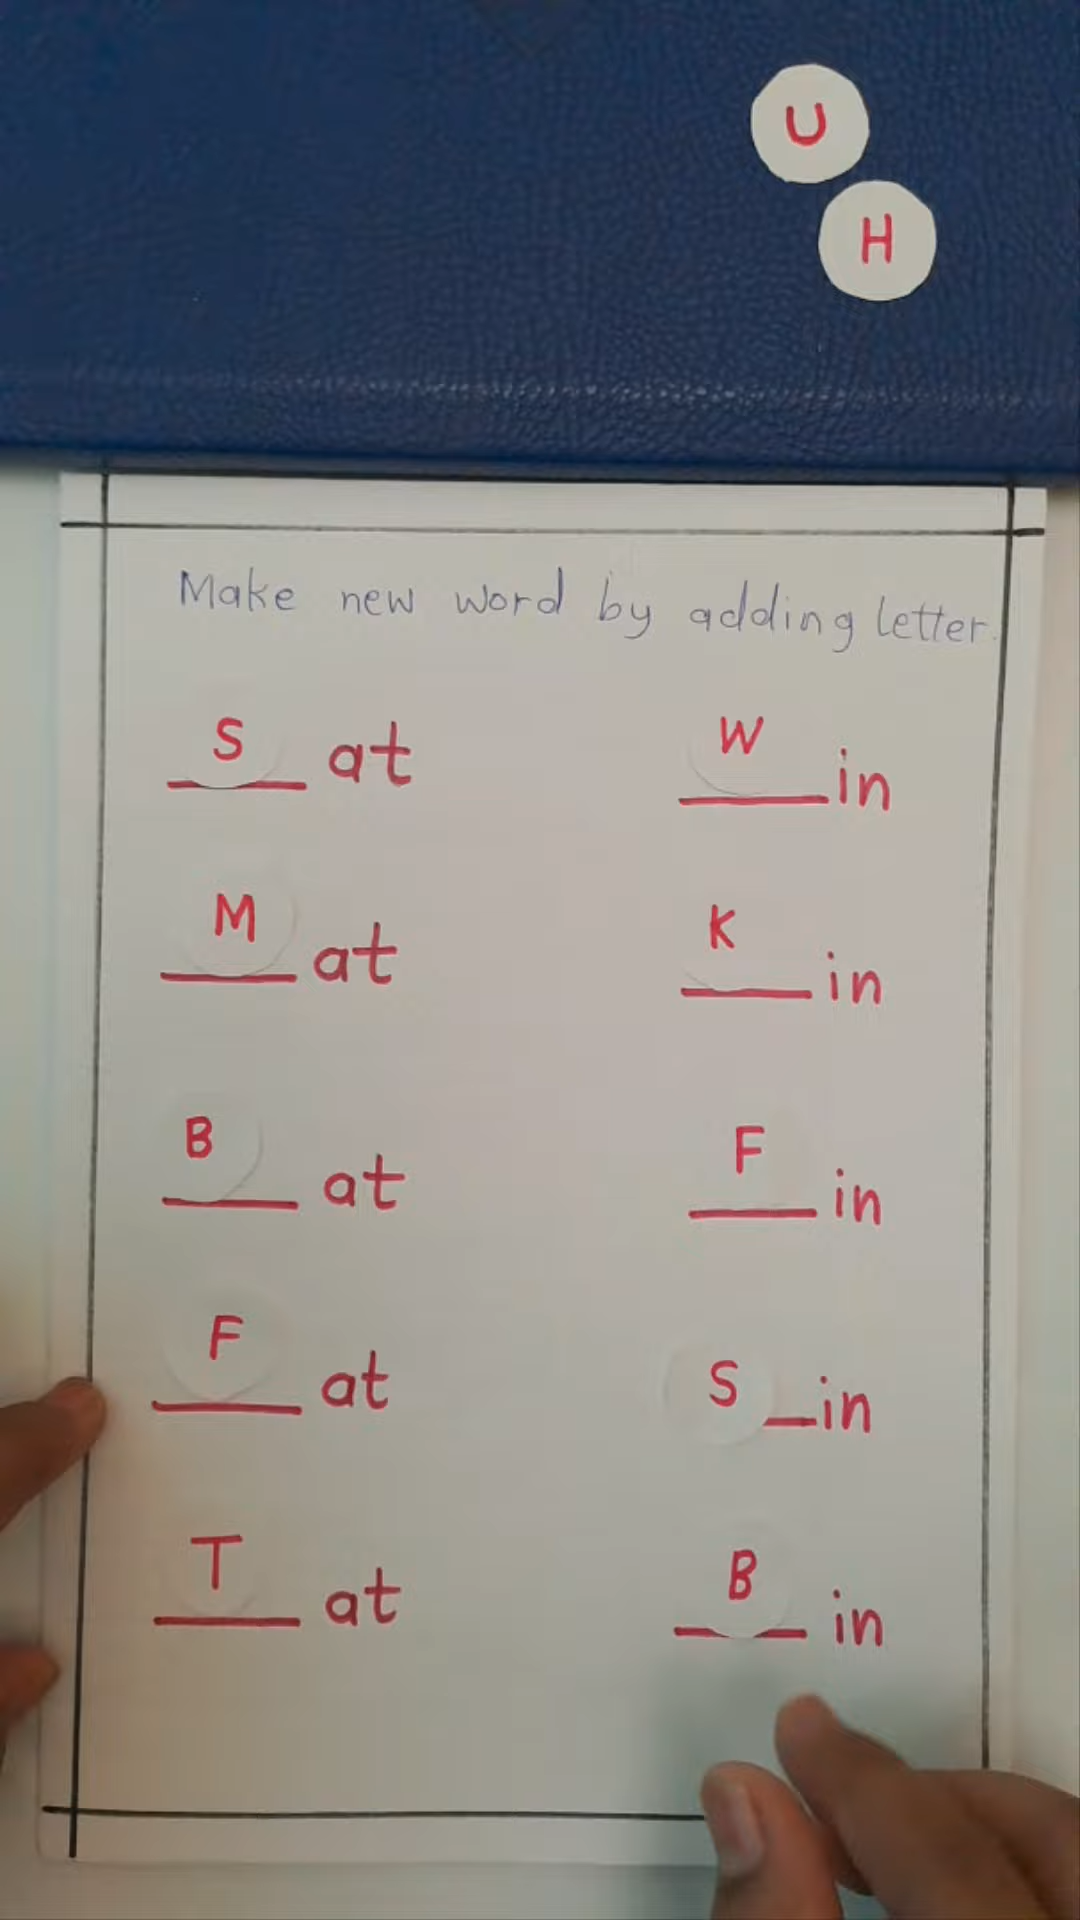 U
H
Make new word by adding letter.
S at
W in
M at
K in
B at
F in
F at
S in
T at
B in